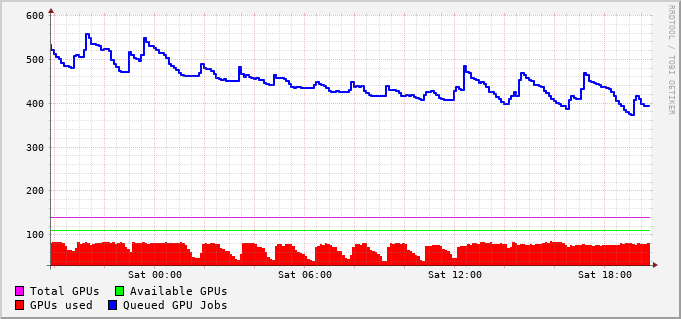 600
500
400
300
200
100
Sat 00:00 Sat 06:00 Sat 12:00 Sat 18:00
Total GPUs Available GPUs
GPUs used Queued GPU Jobs
RRDTOOL / TOBI OETIKER